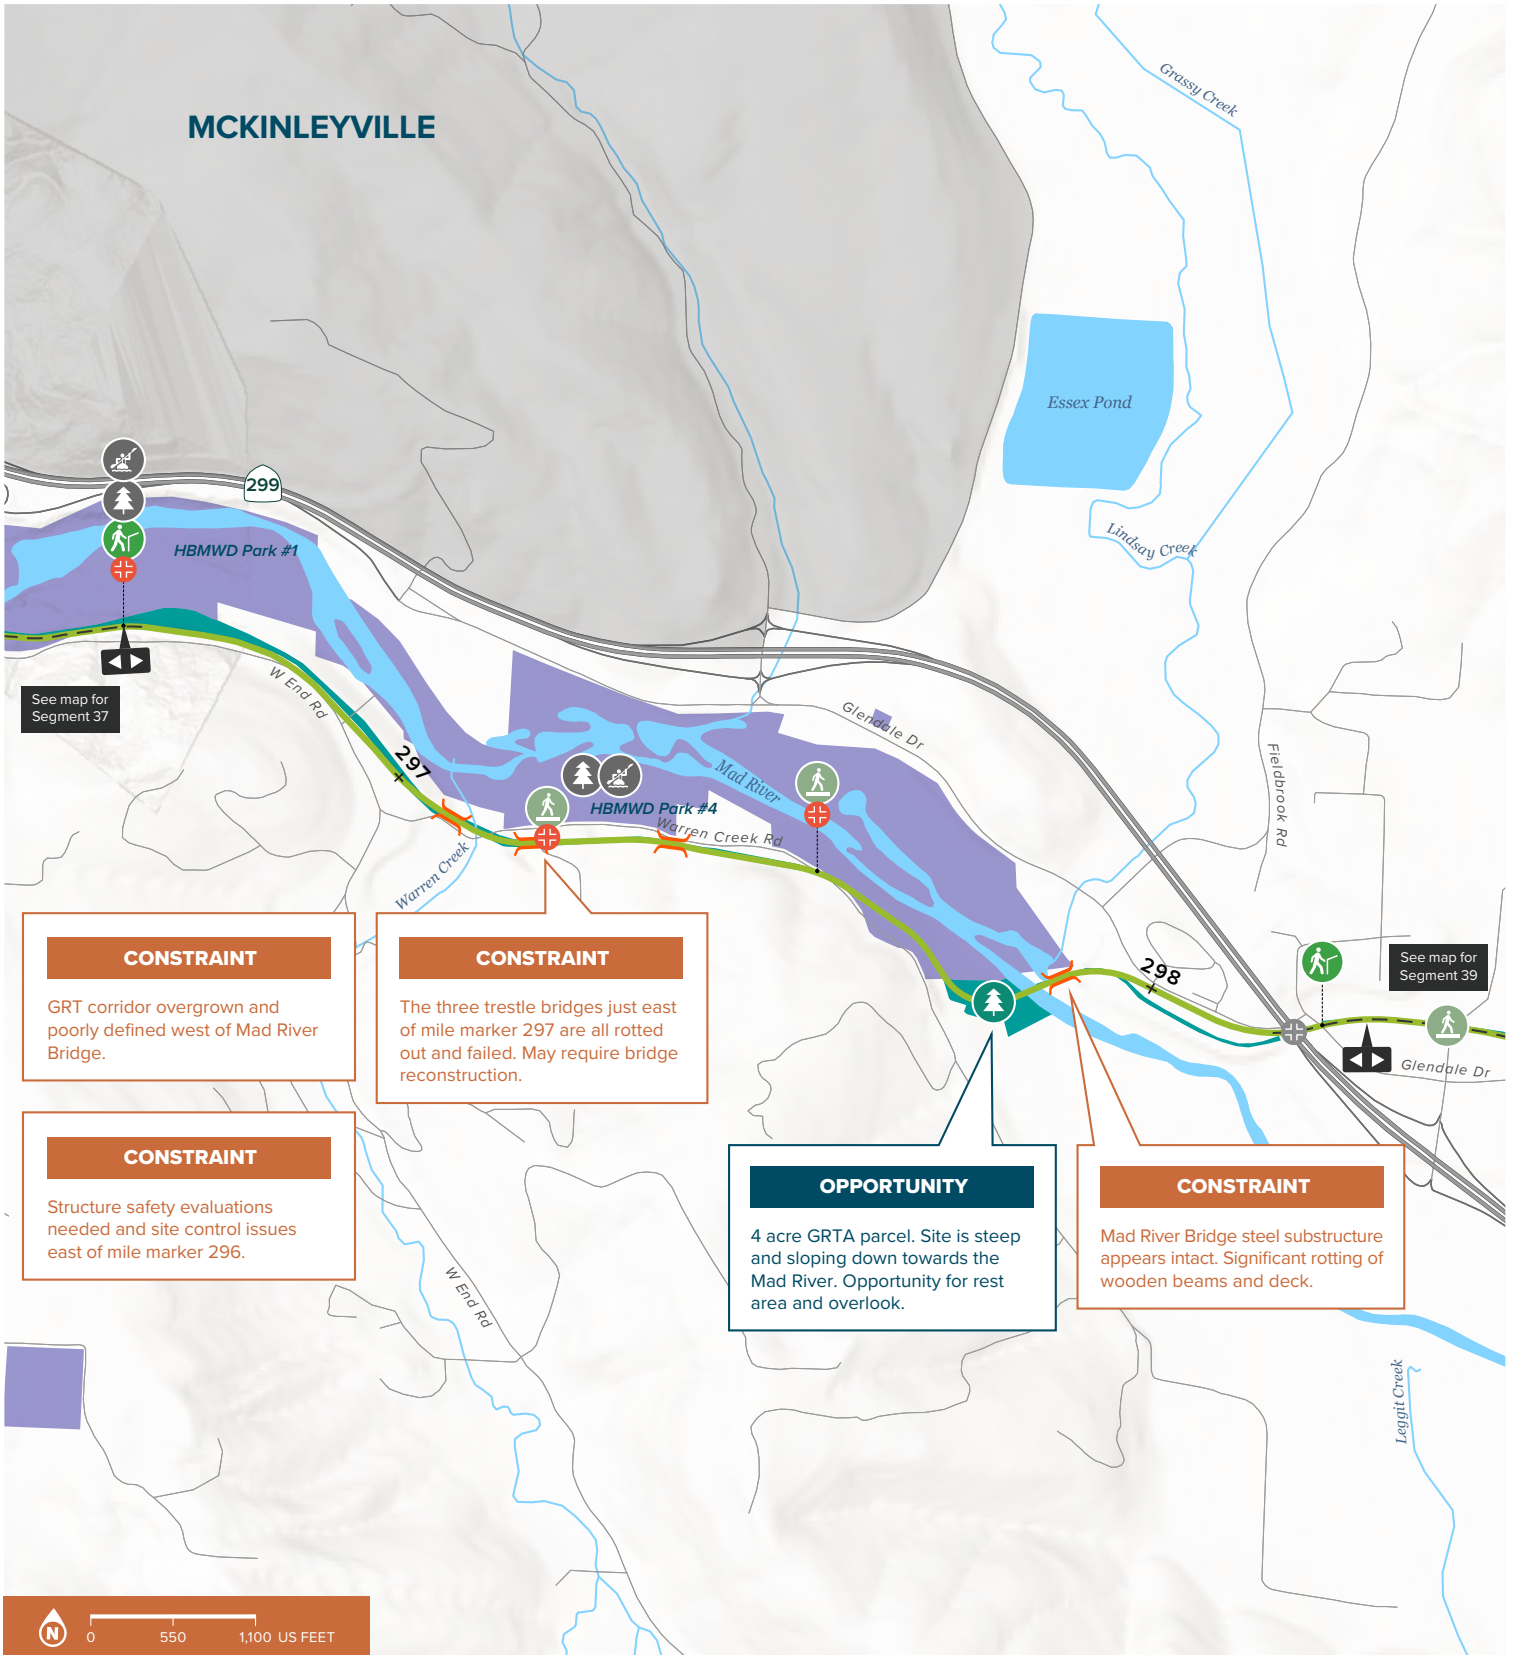 MCKINLEYVILLE
Grassy Creek
Essex Pond
299
Lindsay Creek
HBMWD Park #1
See map for
Segment 37
W End Rd
297
Glendale Dr
Mad River
HBMWD Park #4
Warren Creek Rd
Fieldbrook Rd
Warren Creek
298
See map for
Segment 39
Glendale Dr
CONSTRAINT
GRT corridor overgrown and
poorly defined west of Mad River
Bridge.
CONSTRAINT
The three trestle bridges just east
of mile marker 297 are all rotted
out and failed. May require bridge
reconstruction.
CONSTRAINT
Structure safety evaluations
needed and site control issues
east of mile marker 296.
OPPORTUNITY
4 acre GRTA parcel. Site is steep
and sloping down towards the
Mad River. Opportunity for rest
area and overlook.
CONSTRAINT
Mad River Bridge steel substructure
appears intact. Significant rotting of
wooden beams and deck.
W End Rd
Leggit Creek
N
0 550 1,100 US FEET